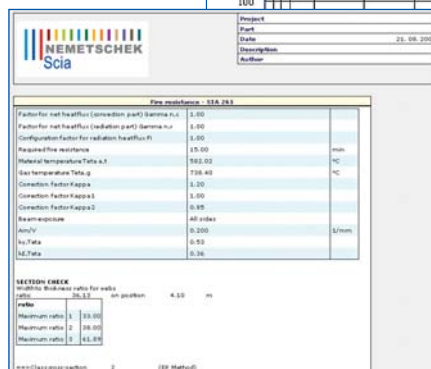 100
NEMETSCHEK
Scia
Project
Part
Date 21. 08. 200
Description
Author
Fire resistance - SIA 263
Factor for net heatflux (convection part) Gamma n.c 1.00
Factor for net heatflux (radiation part) Gamma n.r 1.00
Configuration factor for radiation heatflux Fi 1.00
Required fire resistance 15.00 min
Material temperature Teta a,t 582.02 °C
Gas temperature Teta,g 738.40 °C
Correction factor Kappa 1.20
Correction factor Kappa1 1.00
Correction factor Kappa2 0.85
Beam exposure All sides
Am/V 0.200 1/mm
ky.Teta 0.53
kE.Teta 0.36
SECTION CHECK
Width to thickness ratio for webs
ratio 36.13 on position 4.10 m
ratio
Maximum ratio 1 33.00
Maximum ratio 2 38.00
Maximum ratio 3 61.89
==> Class cross-section 2 (EP Method)